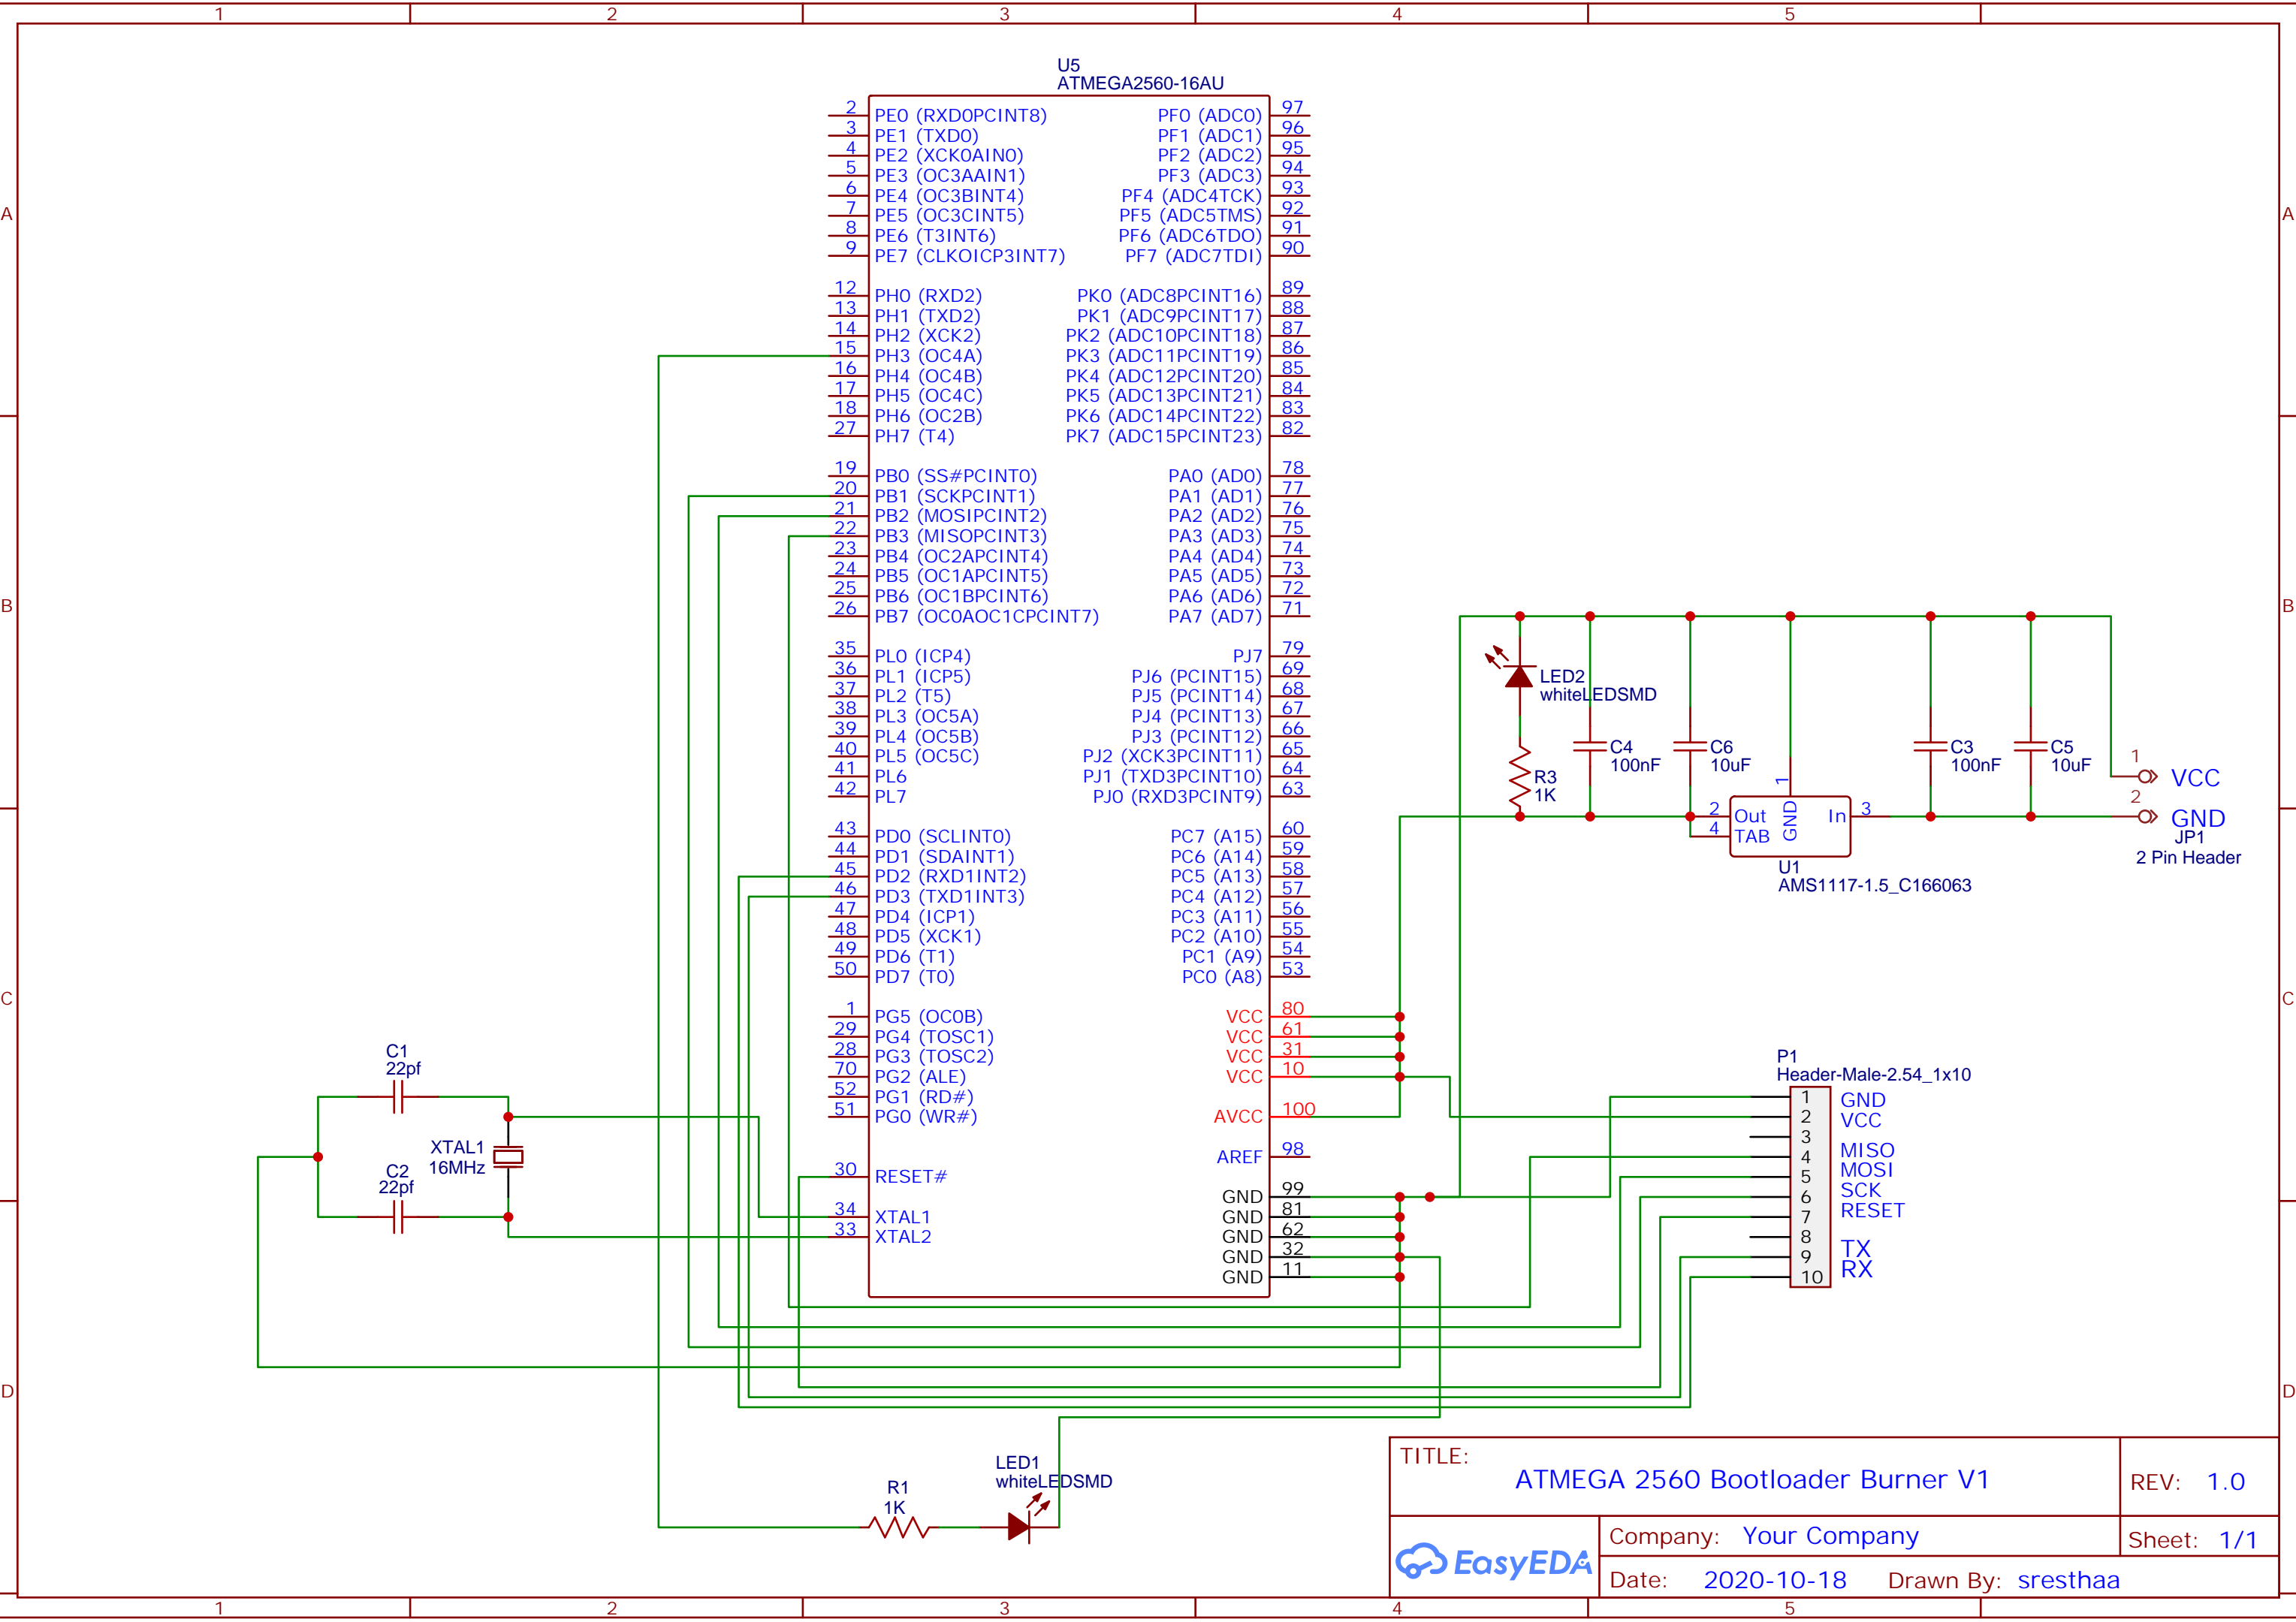 1 2 3 4 5
U5
ATMEGA2560-16AU
2 PE0 (RXD0PCINT8) PF0 (ADC0) 97
3 PE1 (TXD0) PF1 (ADC1) 96
4 PE2 (XCK0AIN0) PF2 (ADC2) 95
5 PE3 (OC3AAIN1) PF3 (ADC3) 94
6 PE4 (OC3BINT4) PF4 (ADC4TCK) 93
7 PE5 (OC3CINT5) PF5 (ADC5TMS) 92
A A
8 PE6 (T3INT6) PF6 (ADC6TDO) 91
9 PE7 (CLKOICP3INT7) PF7 (ADC7TDI) 90
12 PH0 (RXD2) PK0 (ADC8PCINT16) 89
13 PH1 (TXD2) PK1 (ADC9PCINT17) 88
14 PH2 (XCK2) PK2 (ADC10PCINT18) 87
15 PH3 (OC4A) PK3 (ADC11PCINT19) 86
16 PH4 (OC4B) PK4 (ADC12PCINT20) 85
17 PH5 (OC4C) PK5 (ADC13PCINT21) 84
18 PH6 (OC2B) PK6 (ADC14PCINT22) 83
27 PH7 (T4) PK7 (ADC15PCINT23) 82
19 PB0 (SS#PCINT0) PA0 (AD0) 78
20 PB1 (SCKPCINT1) PA1 (AD1) 77
21 PB2 (MOSIPCINT2) PA2 (AD2) 76
22 PB3 (MISOPCINT3) PA3 (AD3) 75
23 PB4 (OC2APCINT4) PA4 (AD4) 74
24 PB5 (OC1APCINT5) PA5 (AD5) 73
25 PB6 (OC1BPCINT6) PA6 (AD6) 72
B B
26 PB7 (OC0AOC1CPCINT7) PA7 (AD7) 71
35 PL0 (ICP4) PJ7 79
36 PL1 (ICP5) PJ6 (PCINT15) 69
37 PL2 (T5) PJ5 (PCINT14) 68
38 PL3 (OC5A) PJ4 (PCINT13) 67
39 PL4 (OC5B) PJ3 (PCINT12) 66
40 PL5 (OC5C) PJ2 (XCK3PCINT11) 65
41 PL6 PJ1 (TXD3PCINT10) 64
42 PL7 PJ0 (RXD3PCINT9) 63
LED2
whiteLEDSMD
C4
100nF
C6
10uF
C3
100nF
C5
10uF
R3
1K
1 VCC
2 GND
JP1
2 Pin Header
1
2 Out GND In 3
4 TAB
U1
AMS1117-1.5_C166063
43 PD0 (SCLINT0) PC7 (A15) 60
44 PD1 (SDAINT1) PC6 (A14) 59
45 PD2 (RXD1INT2) PC5 (A13) 58
46 PD3 (TXD1INT3) PC4 (A12) 57
47 PD4 (ICP1) PC3 (A11) 56
48 PD5 (XCK1) PC2 (A10) 55
49 PD6 (T1) PC1 (A9) 54
50 PD7 (T0) PC0 (A8) 53
C C
1 PG5 (OC0B) VCC 80
29 PG4 (TOSC1) VCC 61
28 PG3 (TOSC2) VCC 31
70 PG2 (ALE) VCC 10
52 PG1 (RD#)
51 PG0 (WR#) AVCC 100
AREF 98
30 RESET#
GND 99
34 XTAL1 GND 81
33 XTAL2 GND 62
GND 32
GND 11
C1
22pf
XTAL1
16MHz
C2
22pf
P1
Header-Male-2.54_1x10
1 GND
2 VCC
3
4 MISO
5 MOSI
6 SCK
7 RESET
8
9 TX
10 RX
D D
LED1
whiteLEDSMD
R1
1K
TITLE:
ATMEGA 2560 Bootloader Burner V1
REV: 1.0
EasyEDA
Company: Your Company
Sheet: 1/1
Date: 2020-10-18 Drawn By: sresthaa
1 2 3 4 5